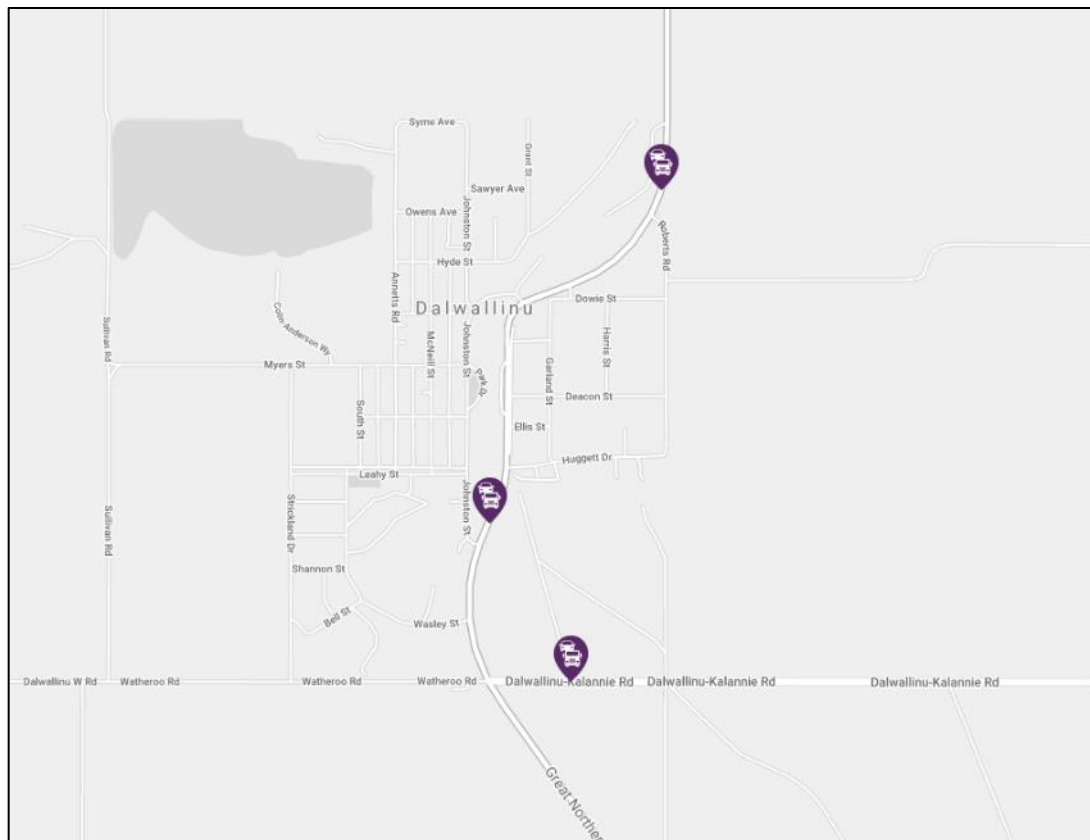 Syme Ave
Grant St
Sawyer Ave
Johnston St
Owens Ave
Roberts Rd
Hyde St
Annetts Rd
Dowie St
Dalwallinu
Colin-Anderson Wy
Sullivan Rd
McNeill St
Johnston St
Harris St
Myers St
Garland St
Park
Deacon St
South St
Ellis St
Huggett Dr
Leahy St
Johnston St
Strickland Dr
Sullivan Rd
Shannon St
Bell St
Wasley St
Dalwallinu W Rd
Watheroo Rd
Watheroo Rd
Watheroo Rd
Dalwallinu-Kalannie Rd
Dalwallinu-Kalannie Rd
Dalwallinu-Kalannie Rd
Great Norther